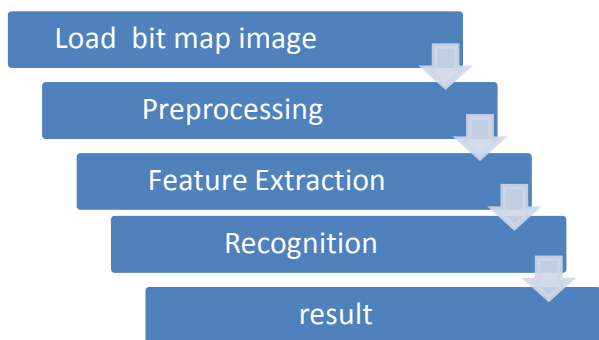 Load bit map image
Preprocessing
Feature Extraction
Recognition
result